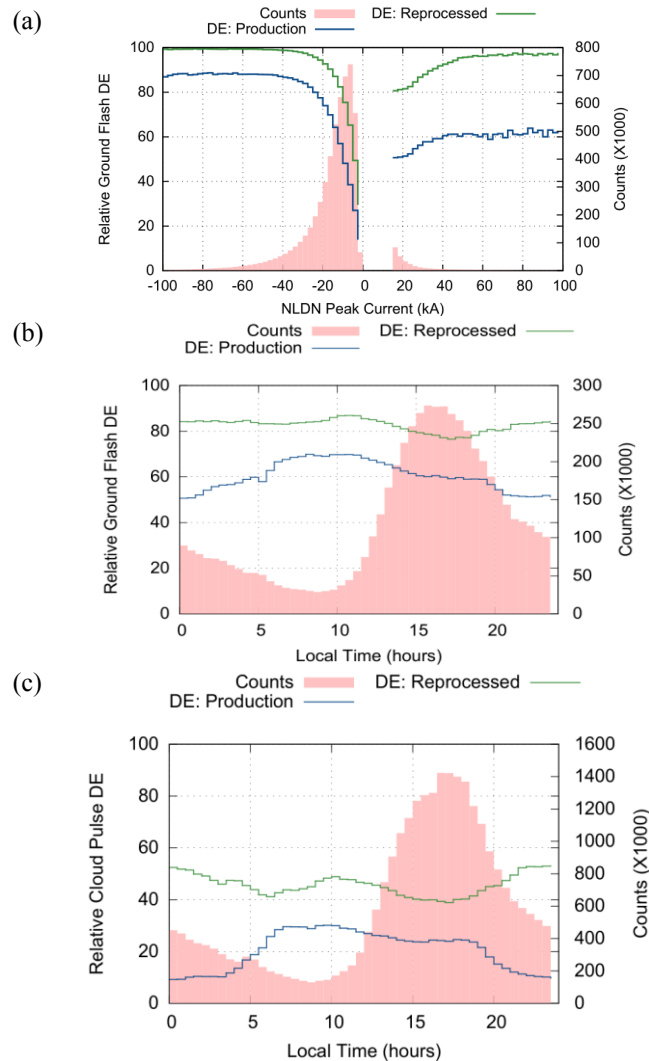 (a)
Counts
DE: Reprocessed
DE: Production
Relative Ground Flash DE
100
80
60
40
20
0
800
700
600
500
400
300
200
100
0
Counts (X1000)
-100 -80 -60 -40 -20 0 20 40 60 80 100
NLDN Peak Current (kA)
(b)
Counts
DE: Reprocessed
DE: Production
Relative Ground Flash DE
100
80
60
40
20
0
300
250
200
150
100
50
0
Counts (X1000)
0 5 10 15 20
Local Time (hours)
(c)
Counts
DE: Reprocessed
DE: Production
Relative Cloud Pulse DE
100
80
60
40
20
0
1600
1400
1200
1000
800
600
400
200
0
Counts (X1000)
0 5 10 15 20
Local Time (hours)